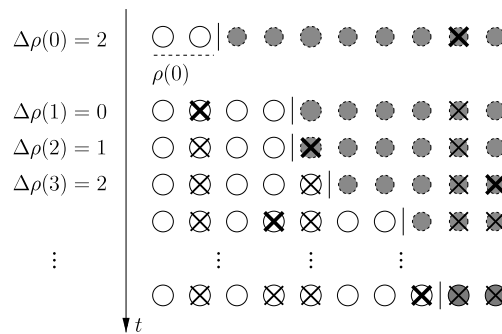 Δρ(0) = 2
ρ(0)
Δρ(1) = 0
Δρ(2) = 1
Δρ(3) = 2
t